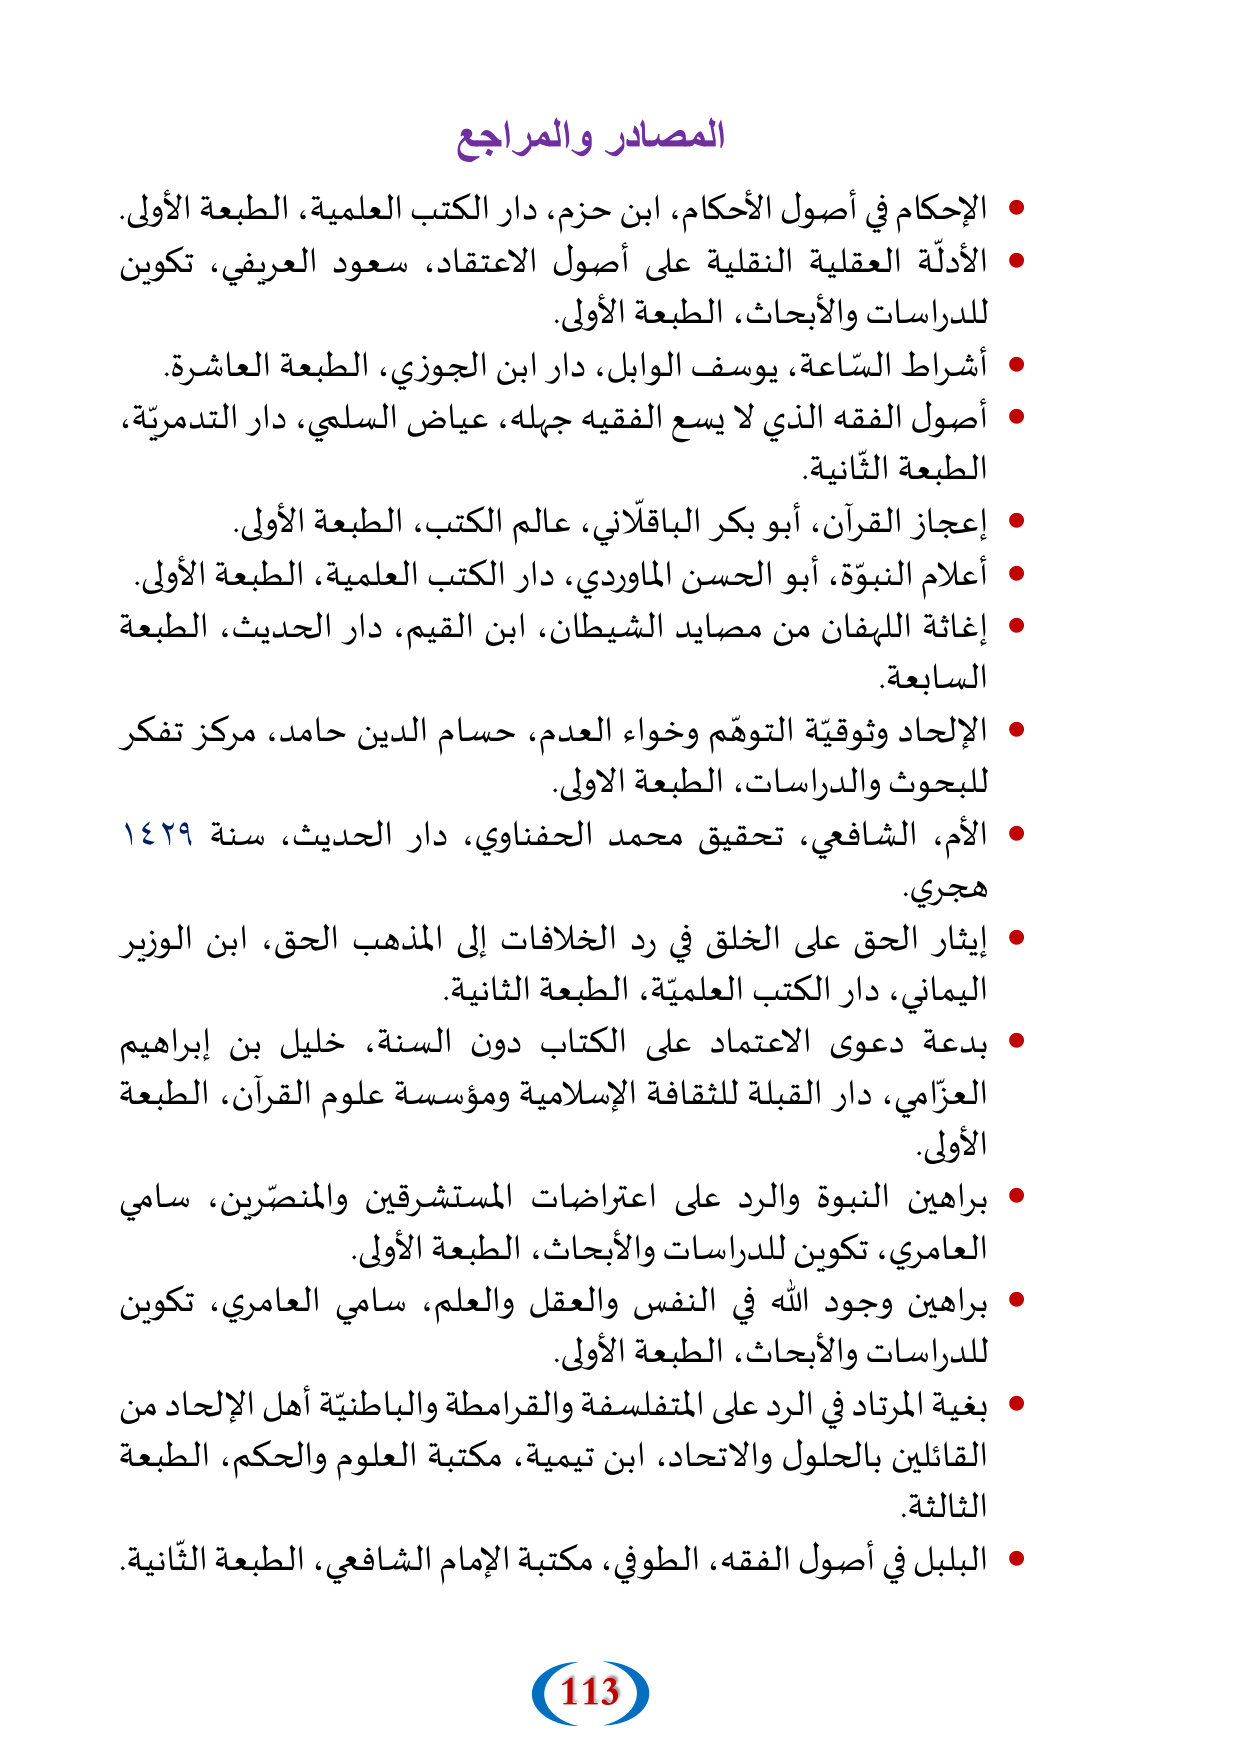 المصادر والمراجع
• الإحكام في أصول الأحكام، ابن حزم، دار الكتب العلمية، الطبعة الأولى.
• الأدلّة العقلية النقلية على أصول الاعتقاد، سعود العريفي، تكوين
للدراسات والأبحاث، الطبعة الأولى.
• أشراط السّاعة، يوسف الوابل، دار ابن الجوزي، الطبعة العاشرة.
• أصول الفقه الذي لا يسع الفقيه جهله، عياض السلمي، دار التدمريّة،
الطبعة الثّانية.
• إعجاز القرآن، أبو بكر الباقلّاني، عالم الكتب، الطبعة الأولى.
• أعلام النبوّة، أبو الحسن الماوردي، دار الكتب العلمية، الطبعة الأولى.
• إغاثة اللهفان من مصايد الشيطان، ابن القيم، دار الحديث، الطبعة
السابعة.
• الإلحاد وثوقيّة التوهّم وخواء العدم، حسام الدين حامد، مركز تفكر
للبحوث والدراسات، الطبعة الاولى.
• الأم، الشافعي، تحقيق محمد الحفناوي، دار الحديث، سنة ١٤٢٩
هجري.
• إيثار الحق على الخلق في رد الخلافات إلى المذهب الحق، ابن الوزير
اليماني، دار الكتب العلميّة، الطبعة الثانية.
• بدعة دعوى الاعتماد على الكتاب دون السنة، خليل بن إبراهيم
العزّامي، دار القبلة للثقافة الإسلامية ومؤسسة علوم القرآن، الطبعة
الأولى.
• براهين النبوة والرد على اعتراضات المستشرقين والمنصّرين، سامي
العامري، تكوين للدراسات والأبحاث، الطبعة الأولى.
• براهين وجود الله في النفس والعقل والعلم، سامي العامري، تكوين
للدراسات والأبحاث، الطبعة الأولى.
• بغية المرتاد في الرد على المتفلسفة والقرامطة والباطنيّة أهل الإلحاد من
القائلين بالحلول والاتحاد، ابن تيمية، مكتبة العلوم والحكم، الطبعة
الثالثة.
• البلبل في أصول الفقه، الطوفي، مكتبة الإمام الشافعي، الطبعة الثّانية.
113